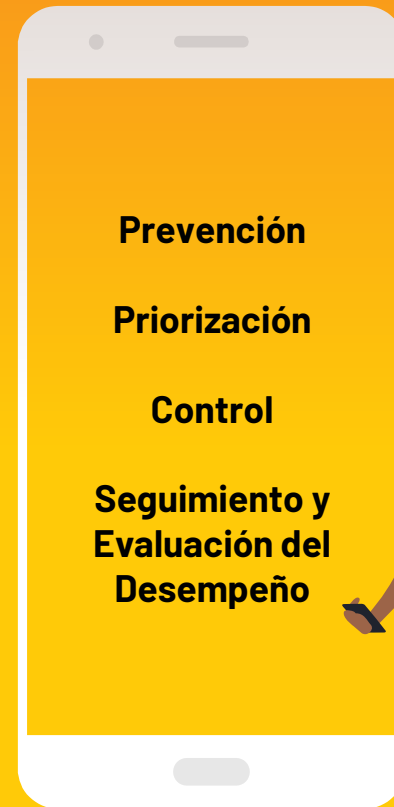 Prevención
Priorización
Control
Seguimiento y
Evaluación del
Desempeño